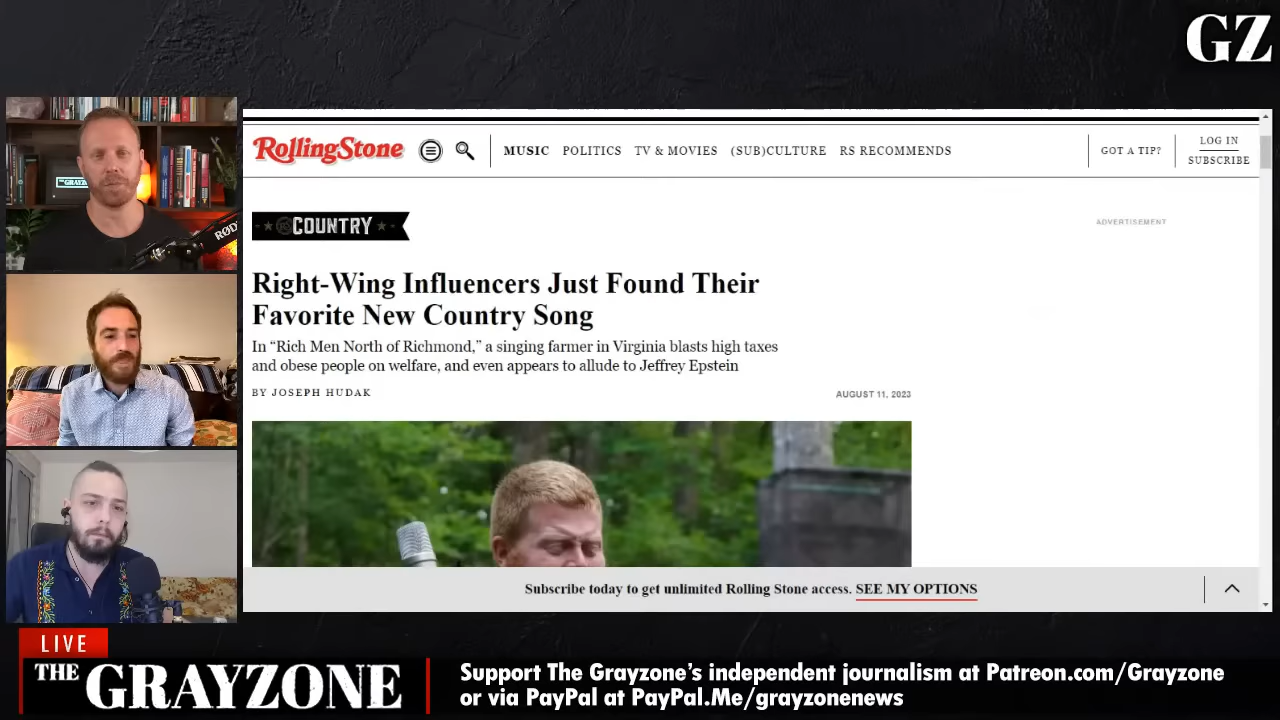 GZ
RollingStone
MUSIC POLITICS TV & MOVIES (SUB)CULTURE RS RECOMMENDS
GOT A TIP?
LOG IN
SUBSCRIBE
COUNTRY
ADVERTISEMENT
Right-Wing Influencers Just Found Their
Favorite New Country Song
In “Rich Men North of Richmond,” a singing farmer in Virginia blasts high taxes
and obese people on welfare, and even appears to allude to Jeffrey Epstein
BY JOSEPH HUDAK
AUGUST 11, 2023
Subscribe today to get unlimited Rolling Stone access. SEE MY OPTIONS
RØD
LIVE
THE GRAYZONE
Support The Grayzone’s independent journalism at Patreon.com/Grayzone
or via PayPal at PayPal.Me/grayzonenews